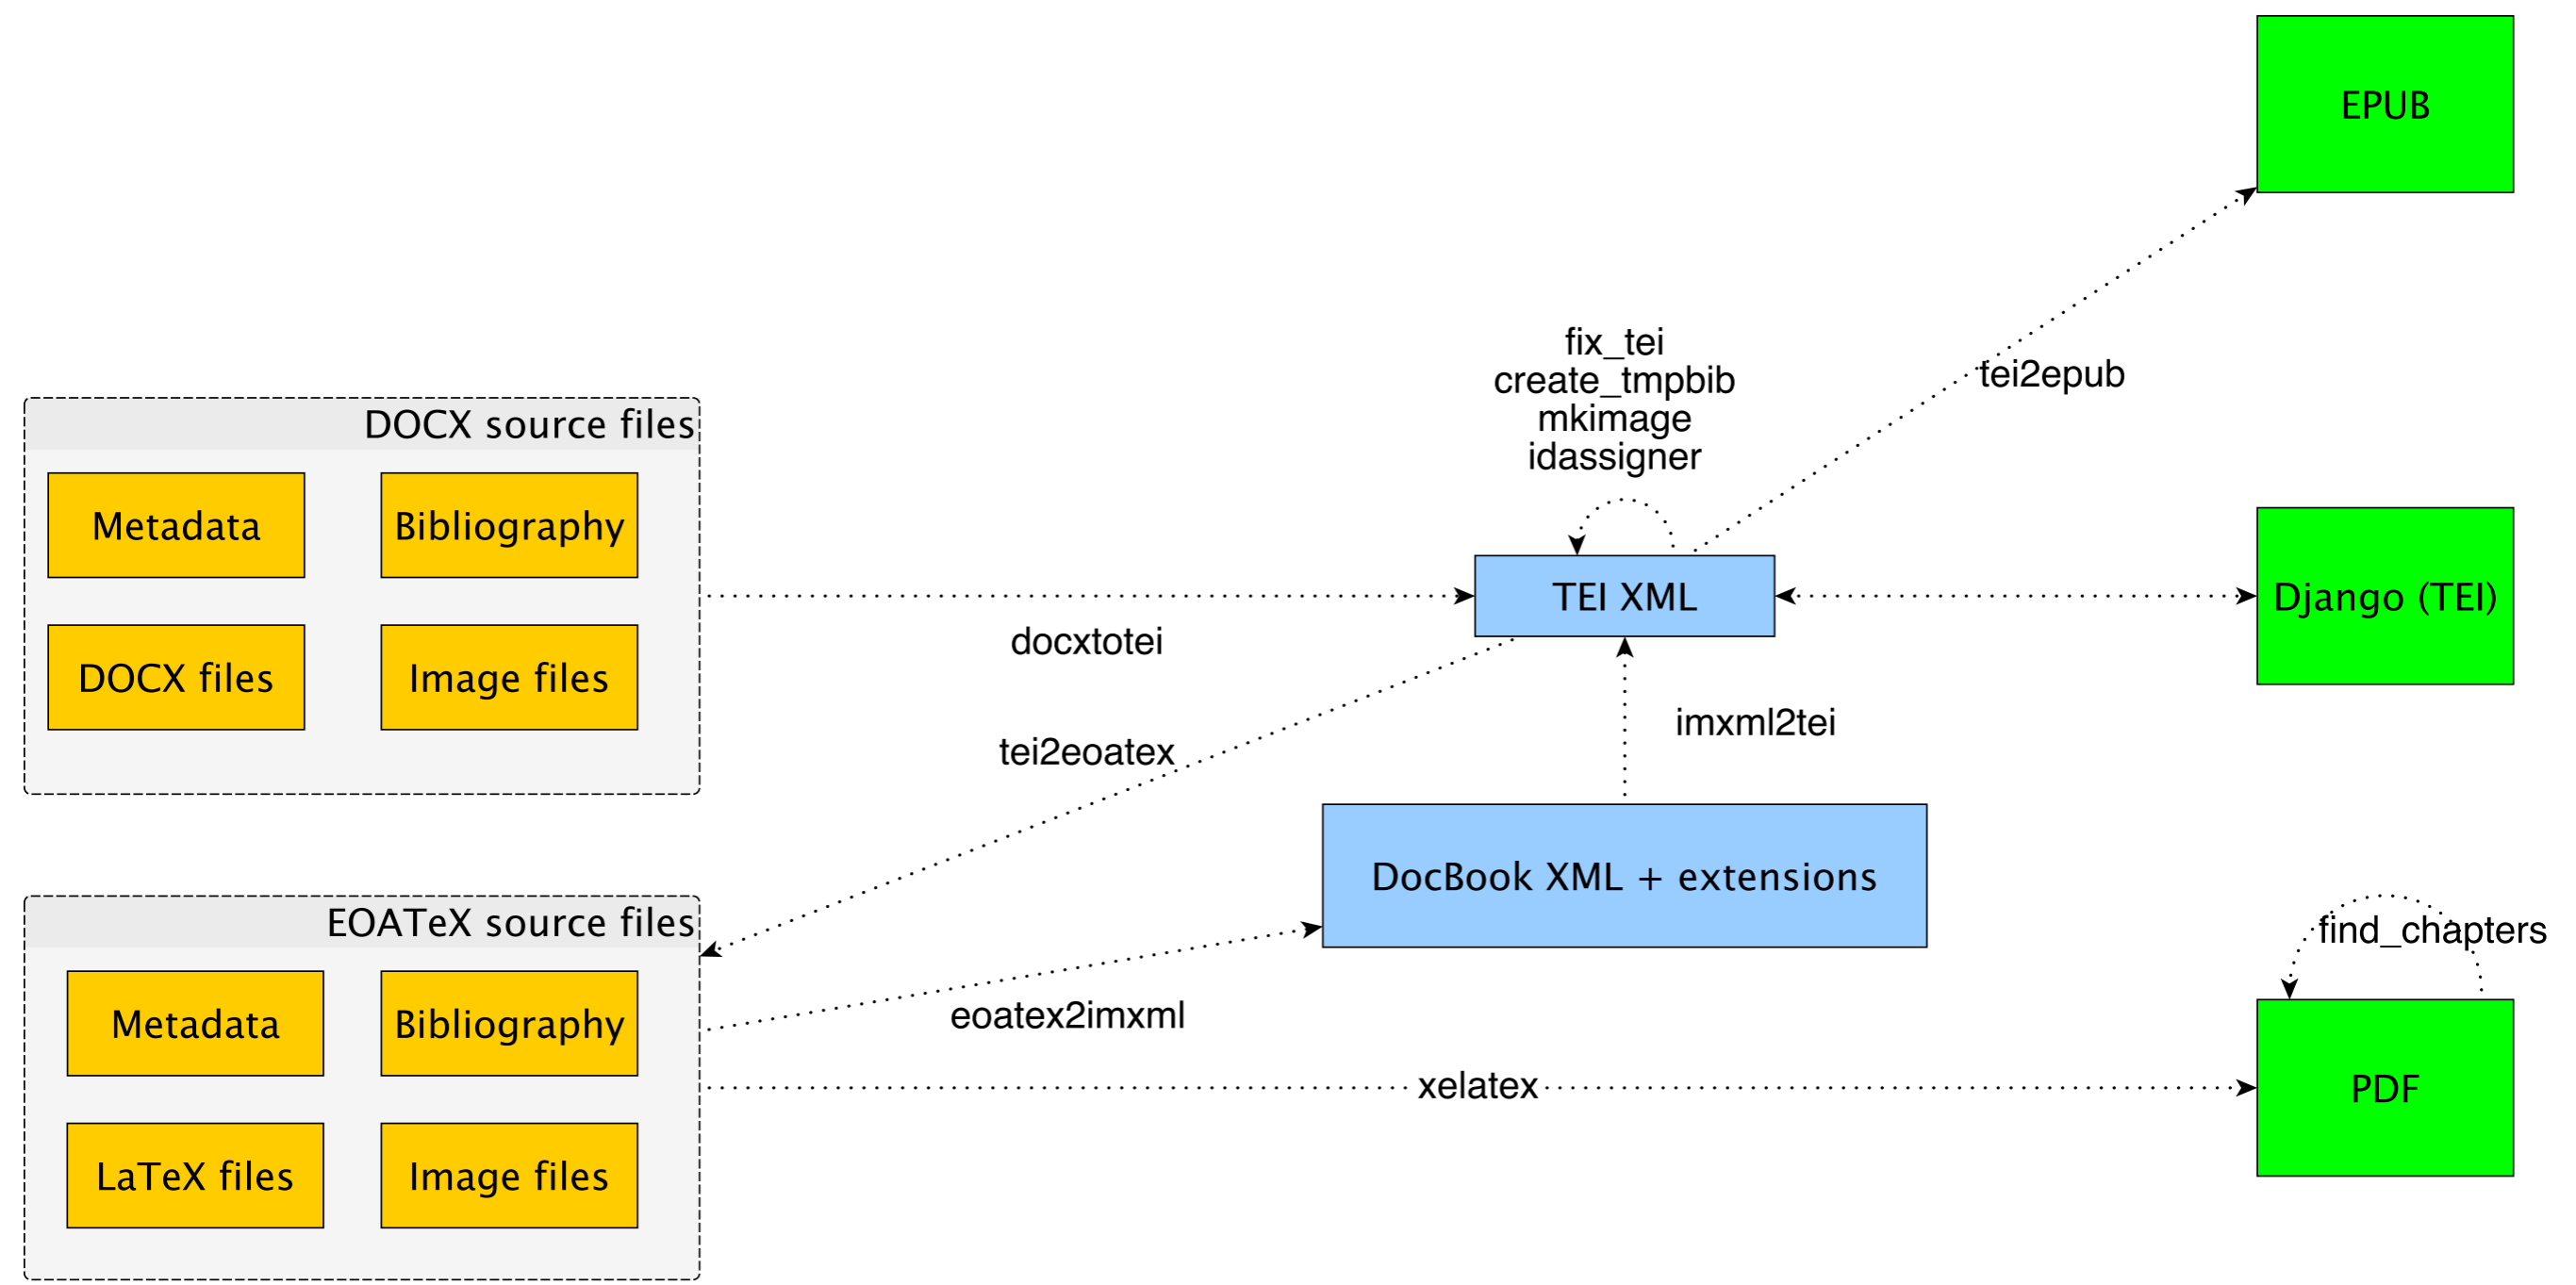 EPUB
fix_tei
create_tmpbib
mkimage
idassigner
tei2epub
DOCX source files
Metadata
Bibliography
DOCX files
Image files
docxtotei
TEI XML
Django (TEI)
tei2eoatex
imxml2tei
DocBook XML + extensions
EOATeX source files
Metadata
Bibliography
LaTeX files
Image files
eoatex2imxml
xelatex
find_chapters
PDF